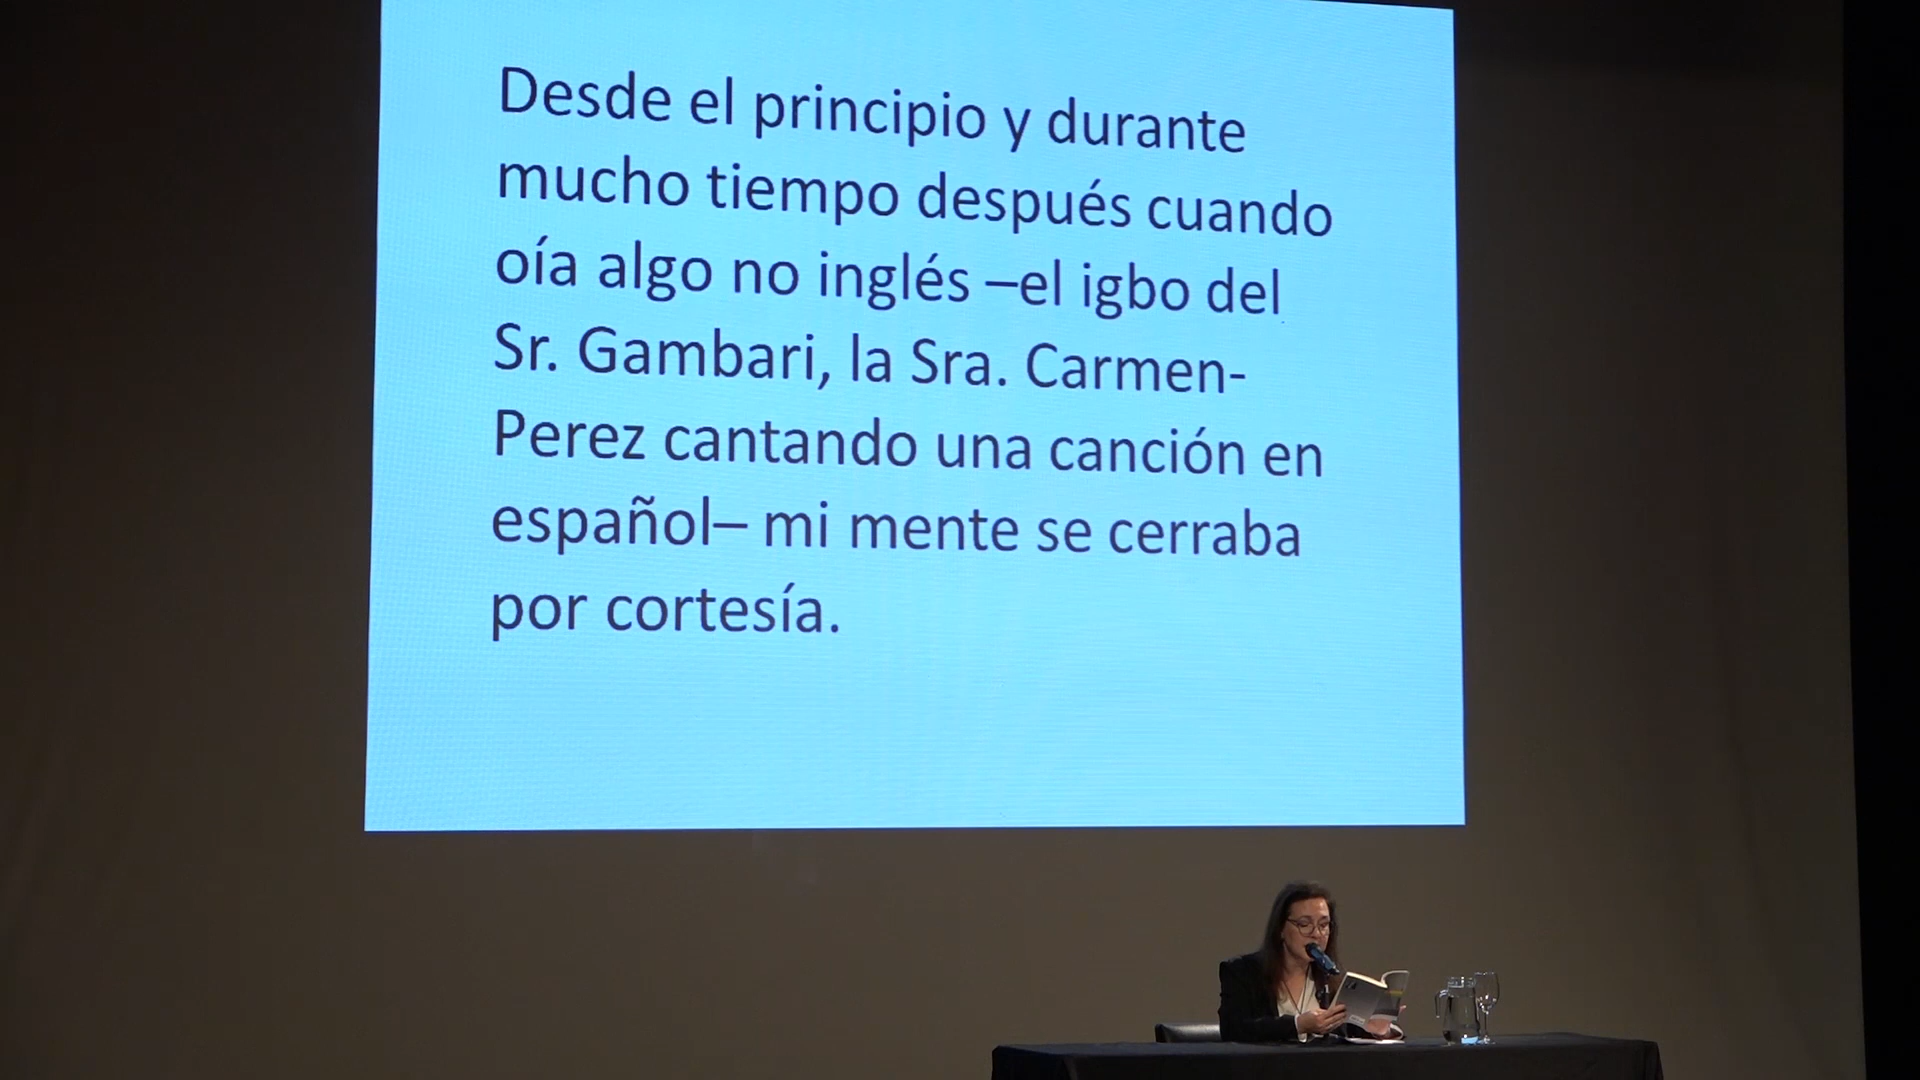 Desde el principio y durante
mucho tiempo después cuando
oía algo no inglés –el igbo del
Sr. Gambari, la Sra. Carmen-
Perez cantando una canción en
español– mi mente se cerraba
por cortesía.